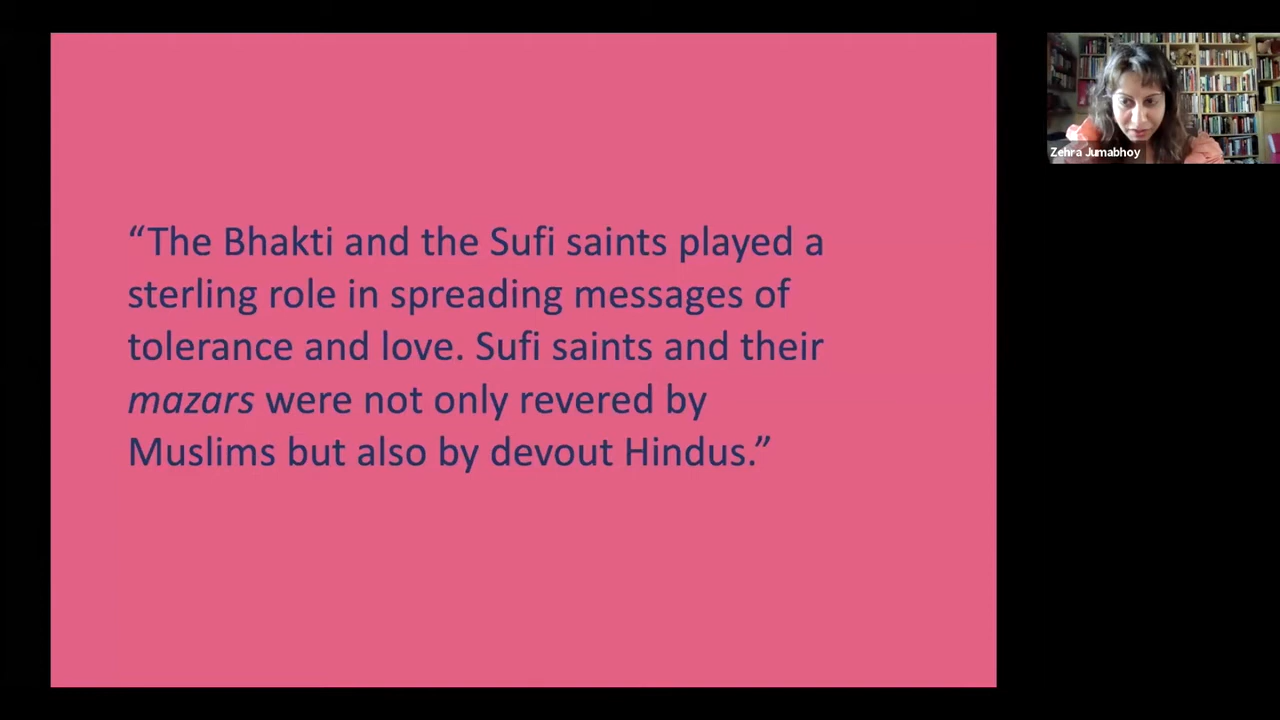 “The Bhakti and the Sufi saints played a
sterling role in spreading messages of
tolerance and love. Sufi saints and their
mazars were not only revered by
Muslims but also by devout Hindus.”
Zehra Jumabhoy